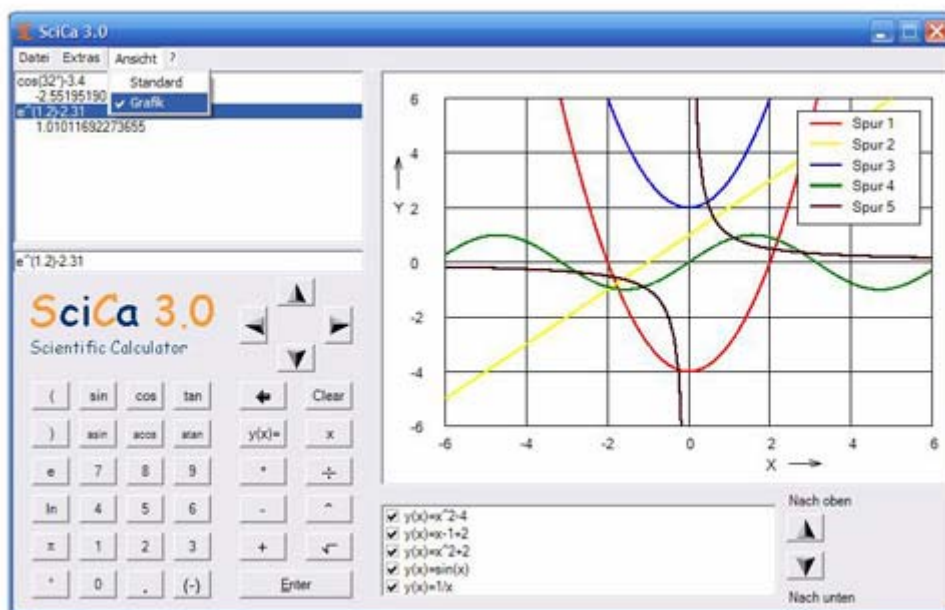 SciCa 3.0
Datei Extras Ansicht ?
Standard
Grafik
cos(32°)-3.4
-2.55195190
e^(1.2)-2.31
1.01011692273655
e^(1.2)-2.31
SciCa 3.0
Scientific Calculator
( sin cos tan Clear
) asin acos atan y(x)= x
e 7 8 9 * ÷
ln 4 5 6 - ^
π 1 2 3 + √
° 0 . (-) Enter
6
4
Y 2
0
-2
-4
-6
-6 -4 -2 0 2 4 6
X
6
Spur 1
Spur 2
Spur 3
Spur 4
Spur 5
y(x)=x^2-4
y(x)=x-1+2
y(x)=x^2+2
y(x)=sin(x)
y(x)=1/x
Nach oben
Nach unten